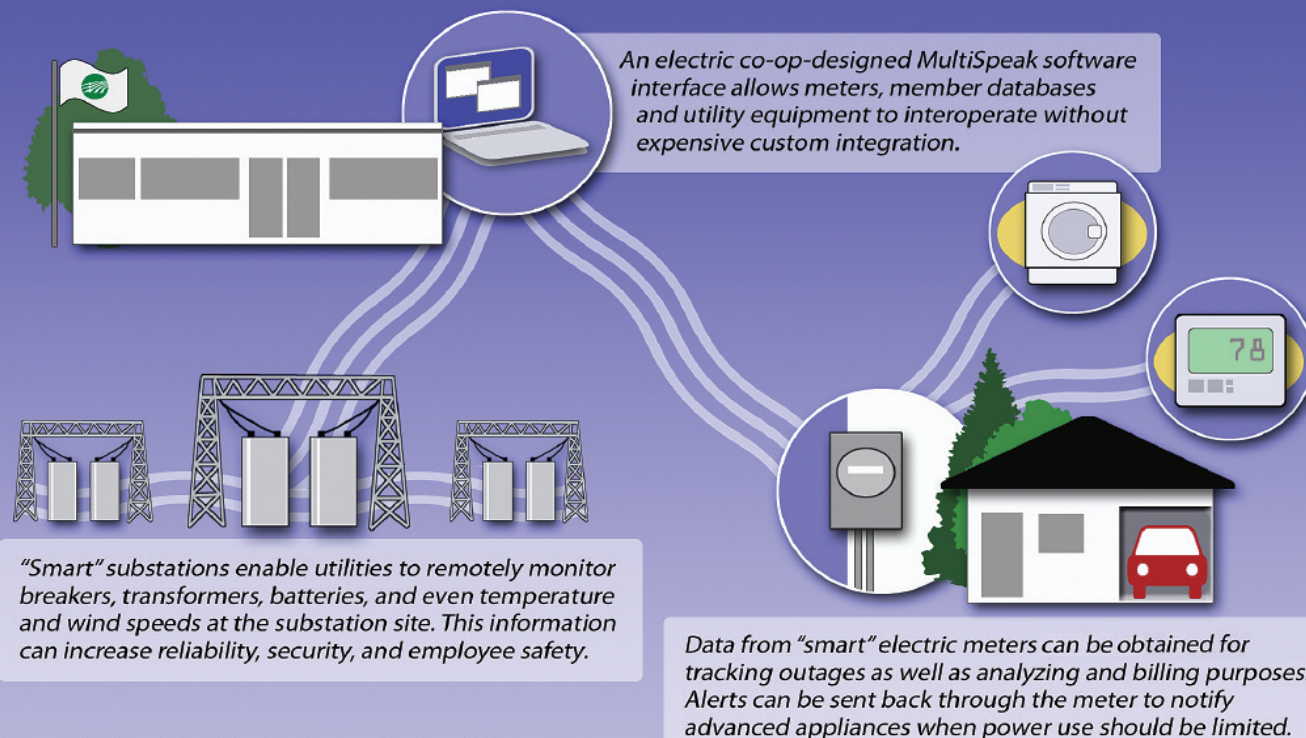 An electric co-op-designed MultiSpeak software
interface allows meters, member databases
and utility equipment to interoperate without
expensive custom integration.
78
"Smart" substations enable utilities to remotely monitor
breakers, transformers, batteries, and even temperature
and wind speeds at the substation site. This information
can increase reliability, security, and employee safety.
Data from "smart" electric meters can be obtained for
tracking outages as well as analyzing and billing purposes.
Alerts can be sent back through the meter to notify
advanced appliances when power use should be limited.